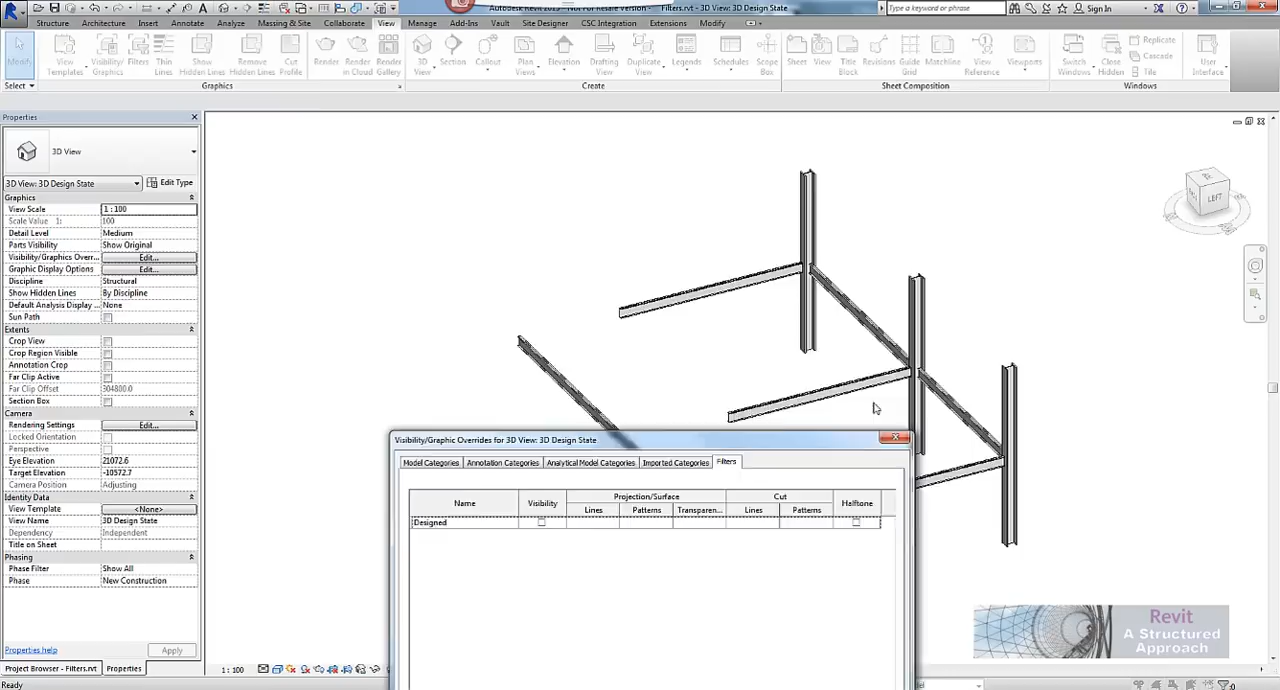 Autodesk Revit 2014 - Not For Resale Version - Filters.rvt - 3D View: 3D Design State
Type a keyword or phrase
Sign In
Structure Architecture Insert Annotate Analyze Massing & Site Collaborate View Manage Add-Ins Vault Site Designer CSC Integration Extensions Modify
Modify
View Templates
Visibility/ Graphics
Filters
Thin Lines
Show Hidden Lines
Remove Hidden Lines
Cut Profile
Render
Render in Cloud
Render Gallery
3D View
Section
Callout
Plan Views
Elevation
Drafting View
Duplicate View
Legends
Schedules
Scope Box
Sheet
View
Title Block
Revisions
Guide Grid
Matchline
View Reference
Viewports
Switch Windows
Close Hidden
Replicate
Cascade
Tile
User Interface
Select
Graphics
Create
Sheet Composition
Windows
Properties
3D View
3D View: 3D Design State
Edit Type
Graphics
View Scale 1 : 100
Scale Value 1: 100
Detail Level Medium
Parts Visibility Show Original
Visibility/Graphics Overr... Edit...
Graphic Display Options Edit...
Discipline Structural
Show Hidden Lines By Discipline
Default Analysis Display ... None
Sun Path
Extents
Crop View
Crop Region Visible
Annotation Crop
Far Clip Active
Far Clip Offset 304800.0
Section Box
Camera
Rendering Settings Edit...
Locked Orientation
Perspective
Eye Elevation 21072.6
Target Elevation -10572.7
Camera Position Adjusting
Identity Data
View Template <None>
View Name 3D Design State
Dependency Independent
Title on Sheet
Phasing
Phase Filter Show All
Phase New Construction
Properties help
Apply
Project Browser - Filters.rvt
Properties
Ready
1 : 100
LEFT
Visibility/Graphic Overrides for 3D View: 3D Design State
Model Categories Annotation Categories Analytical Model Categories Imported Categories Filters
Name Visibility Projection/Surface Cut Halftone
Lines Patterns Transparen... Lines Patterns
Designed
Revit
A Structured
Approach